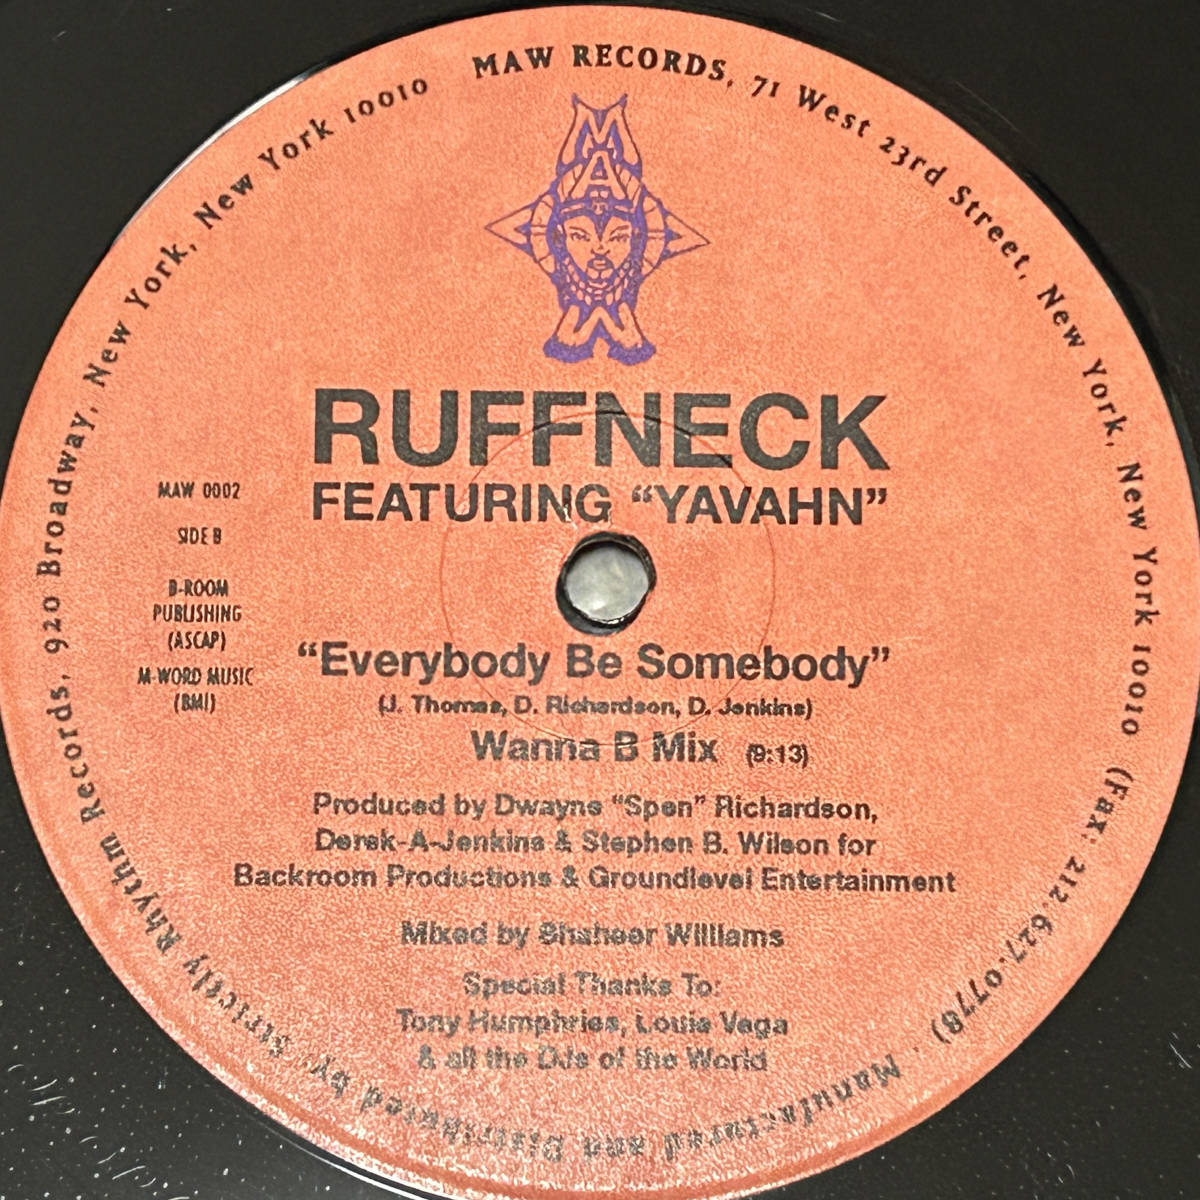 MAW RECORDS, 71 West 23rd Street, New York, New York 10010 (Fax: 212.627.0778) . Manufactured and Distributed by Strictly Rhythm Records, 920 Broadway, New York, New York 10010
MAW
RUFFNECK
FEATURING “YAVAHN”
MAW 0002
SIDE B
B-ROOM
PUBLISHING
(ASCAP)
M-WORD MUSIC
(BMI)
“Everybody Be Somebody”
(J. Thomas, D. Richardson, D. Jenkins)
Wanna B Mix (9:13)
Produced by Dwayne “Spen” Richardson,
Derek-A-Jenkins & Stephen B. Wilson for
Backroom Productions & Groundlevel Entertainment
Mixed by Shaheer Williams
Special Thanks To:
Tony Humphries, Louie Vega
& all the DJs of the World